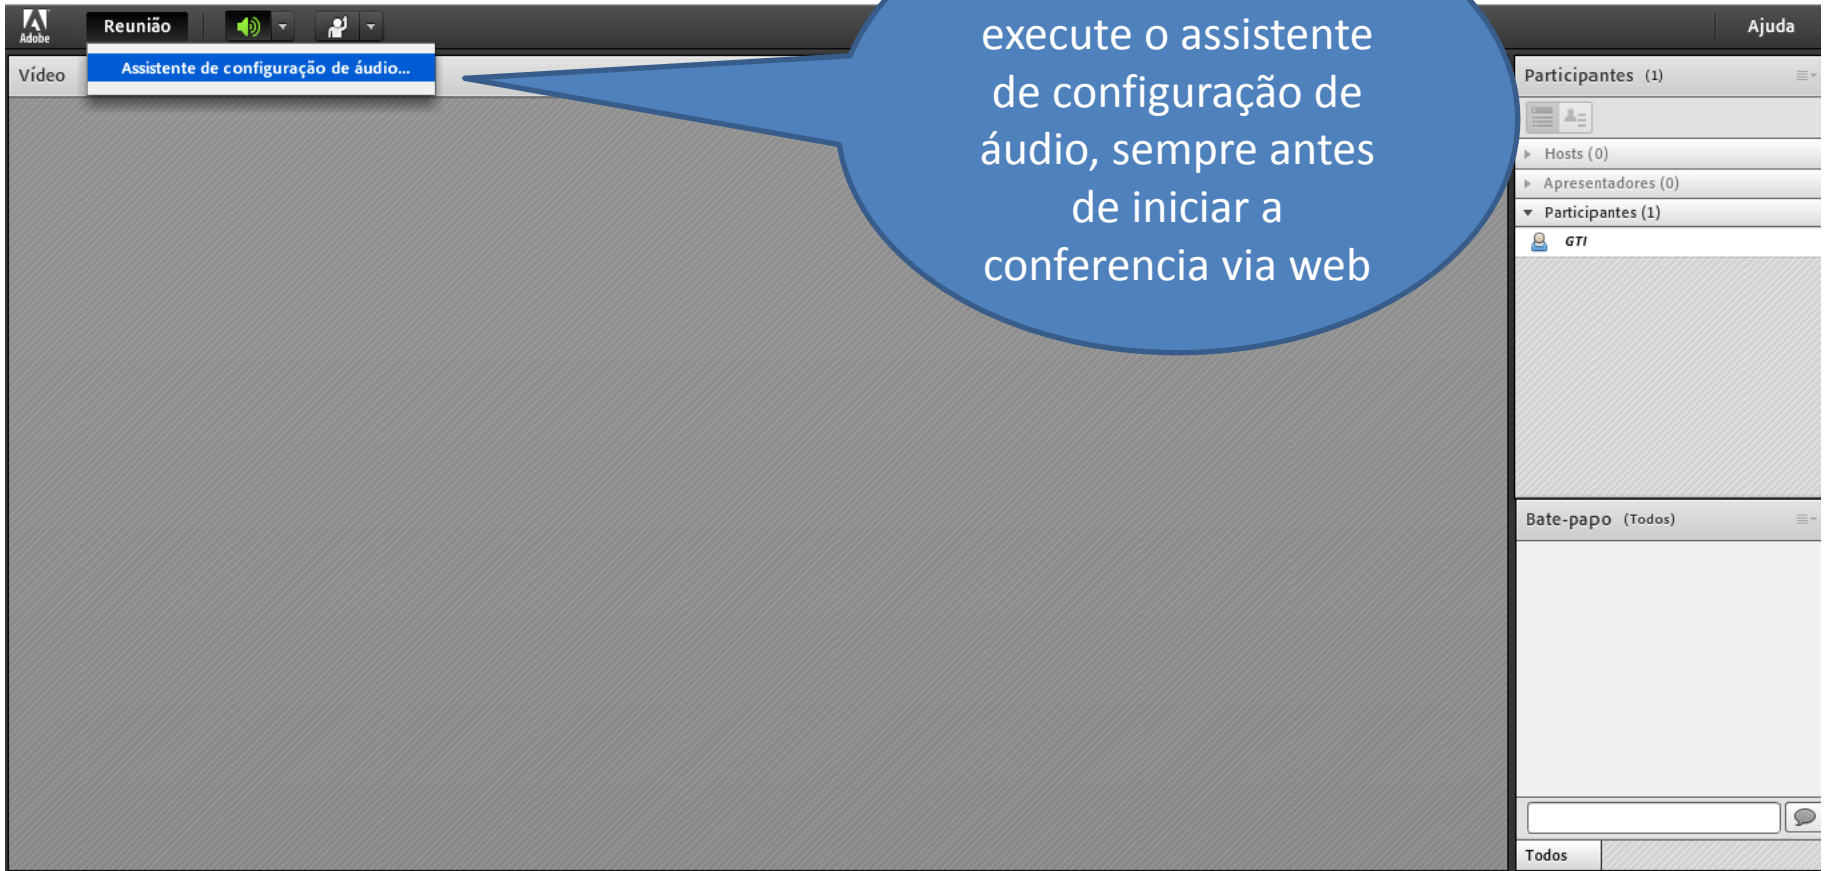 Adobe
Reunião
Ajuda
Assistente de configuração de áudio...
Vídeo
execute o assistente
de configuração de
áudio, sempre antes
de iniciar a
conferencia via web
Participantes (1)
Hosts (0)
Apresentadores (0)
Participantes (1)
GTI
Bate-papo (Todos)
Todos